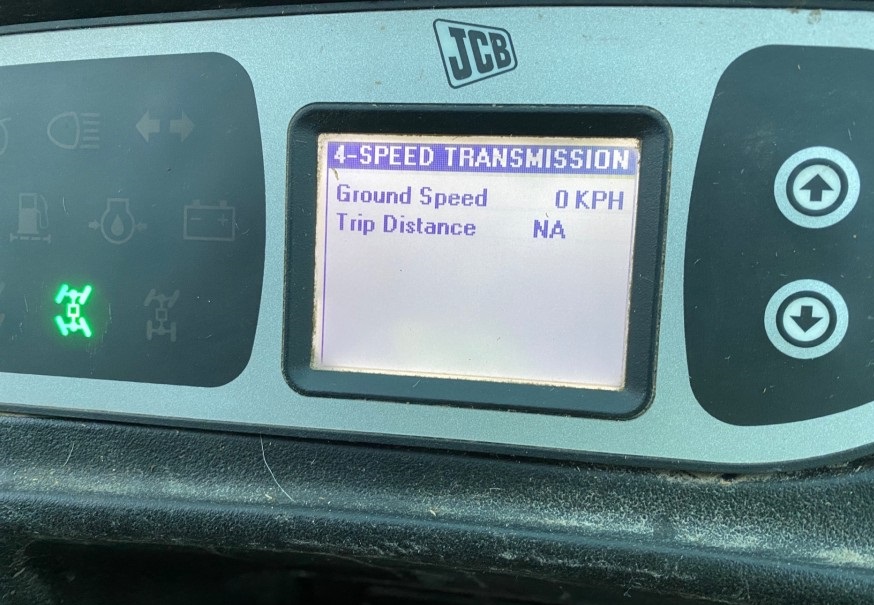 JCB
4-SPEED TRANSMISSION
Ground Speed 0 KPH
Trip Distance NA